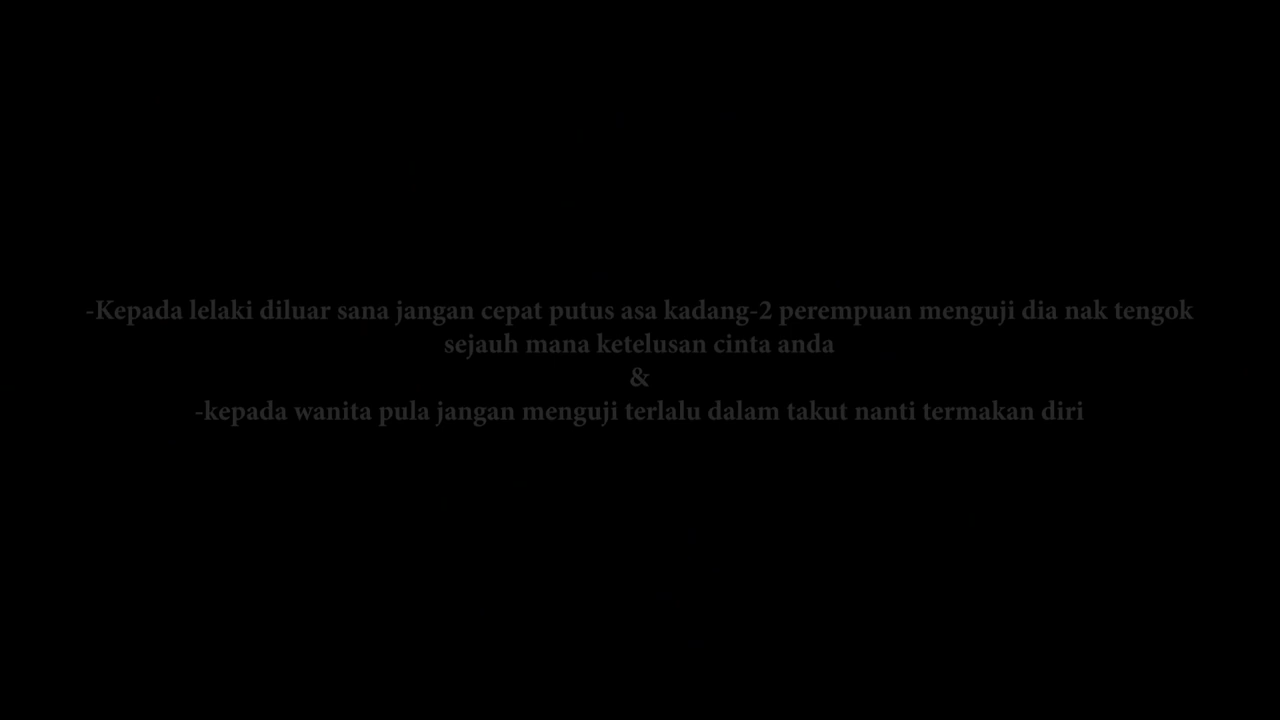 -Kepada lelaki diluar sana jangan cepat putus asa kadang-2 perempuan menguji dia nak tengok
sejauh mana ketelusan cinta anda
&
-kepada wanita pula jangan menguji terlalu dalam takut nanti termakan diri